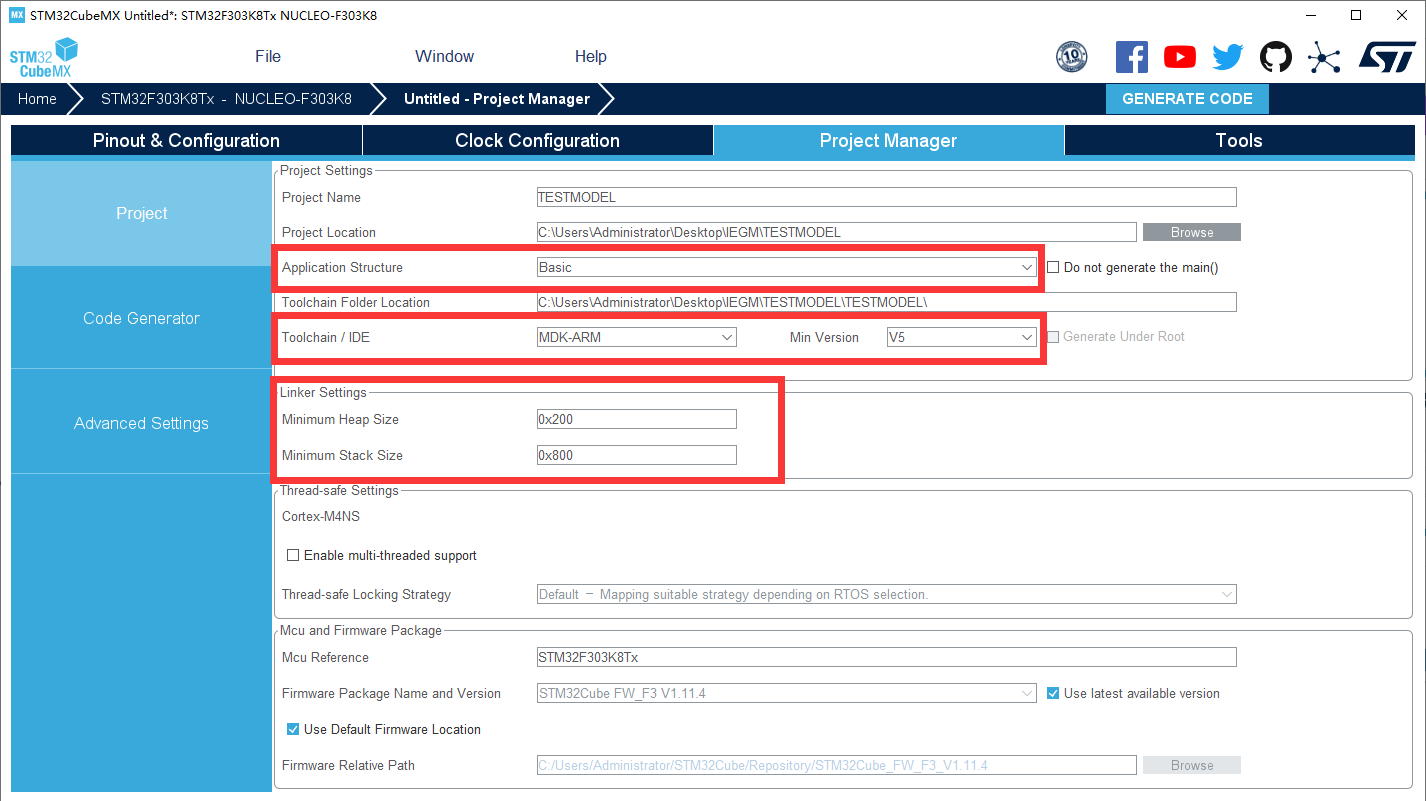 MX STM32CubeMX Untitled*: STM32F303K8Tx NUCLEO-F303K8
STM32 CubeMX File Window Help 10 YEARS ST
Home STM32F303K8Tx - NUCLEO-F303K8 Untitled - Project Manager GENERATE CODE
Pinout & Configuration Clock Configuration Project Manager Tools
Project
Code Generator
Advanced Settings
Project Settings
Project Name TESTMODEL
Project Location C:\Users\Administrator\Desktop\IEGM\TESTMODEL Browse
Application Structure Basic Do not generate the main()
Toolchain Folder Location C:\Users\Administrator\Desktop\IEGM\TESTMODEL\TESTMODEL\
Toolchain / IDE MDK-ARM Min Version V5 Generate Under Root
Linker Settings
Minimum Heap Size 0x200
Minimum Stack Size 0x800
Thread-safe Settings
Cortex-M4NS
Enable multi-threaded support
Thread-safe Locking Strategy Default − Mapping suitable strategy depending on RTOS selection.
Mcu and Firmware Package
Mcu Reference STM32F303K8Tx
Firmware Package Name and Version STM32Cube FW_F3 V1.11.4 Use latest available version
Use Default Firmware Location
Firmware Relative Path C:/Users/Administrator/STM32Cube/Repository/STM32Cube_FW_F3_V1.11.4 Browse